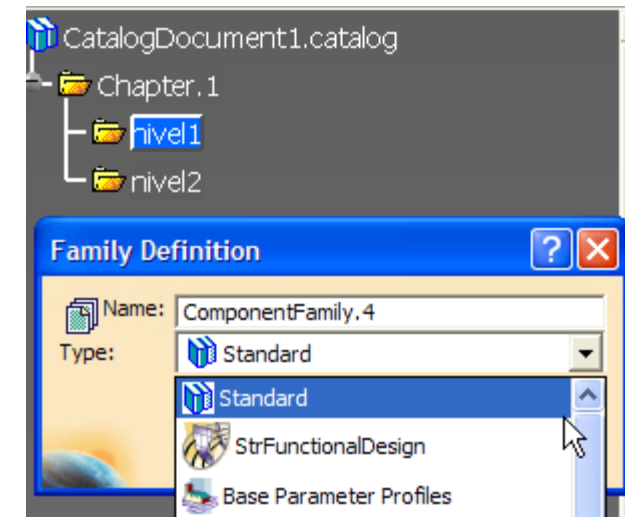 CatalogDocument1.catalog
Chapter.1
nivel1
nivel2
Family Definition
?
Name: ComponentFamily.4
Type: Standard
Standard
StrFunctionalDesign
Base Parameter Profiles